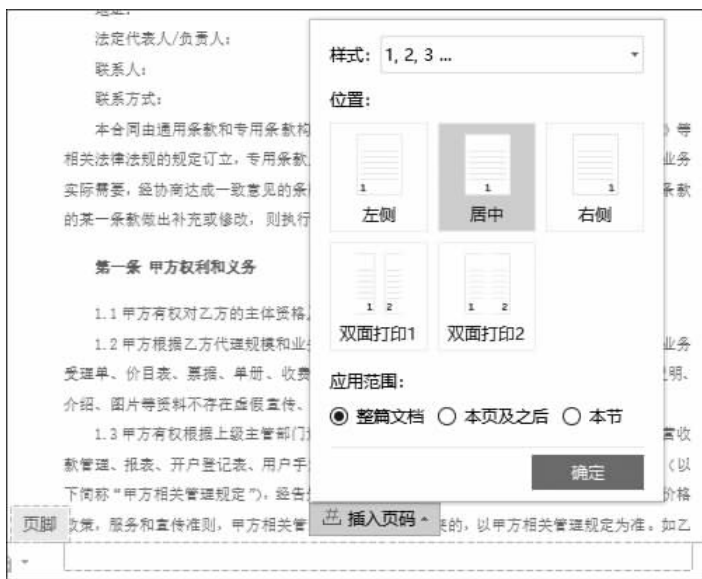 法定代表人/负责人:
联系人:
联系方式:
本合同由通用条款和专用条款构
》等
相关法律法规的规定订立,专用条款
业务
实际需要,经协商达成一致意见的条
条款
的某一条款做出补充或修改,则执行
第一条 甲方权利和义务
1.1甲方有权对乙方的主体资格
1.2甲方根据乙方代理规模和业
业务
受理单、价目表、票据、单册、收费
明、
介绍、图片等资料不存在虚假宣传、
1.3甲方有权根据上级主管部门
营收
款管理、报表、开户登记表、用户手
(以
下简称“甲方相关管理规定”),经告
价格
政策,服务和宣传准则,甲方相关管
的,以甲方相关管理规定为准。如乙
页脚
样式: 1, 2, 3 ...
位置:
1 1 1
左侧 居中 右侧
1 2 1 2
双面打印1 双面打印2
应用范围:
整篇文档 本页及之后 本节
确定
插入页码